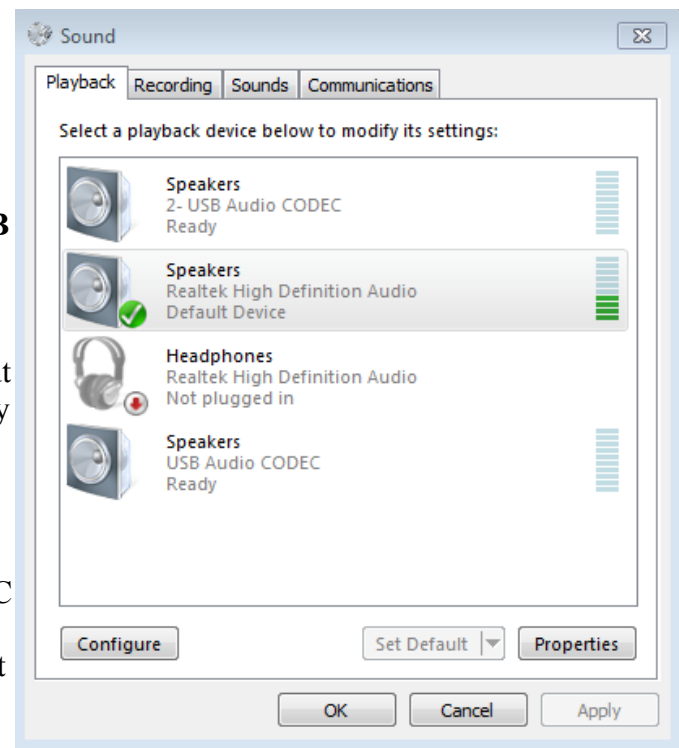 Sound
Playback Recording Sounds Communications
Select a playback device below to modify its settings:
Speakers
2- USB Audio CODEC
Ready
Speakers
Realtek High Definition Audio
Default Device
Headphones
Realtek High Definition Audio
Not plugged in
Speakers
USB Audio CODEC
Ready
Configure Set Default Properties
OK Cancel Apply